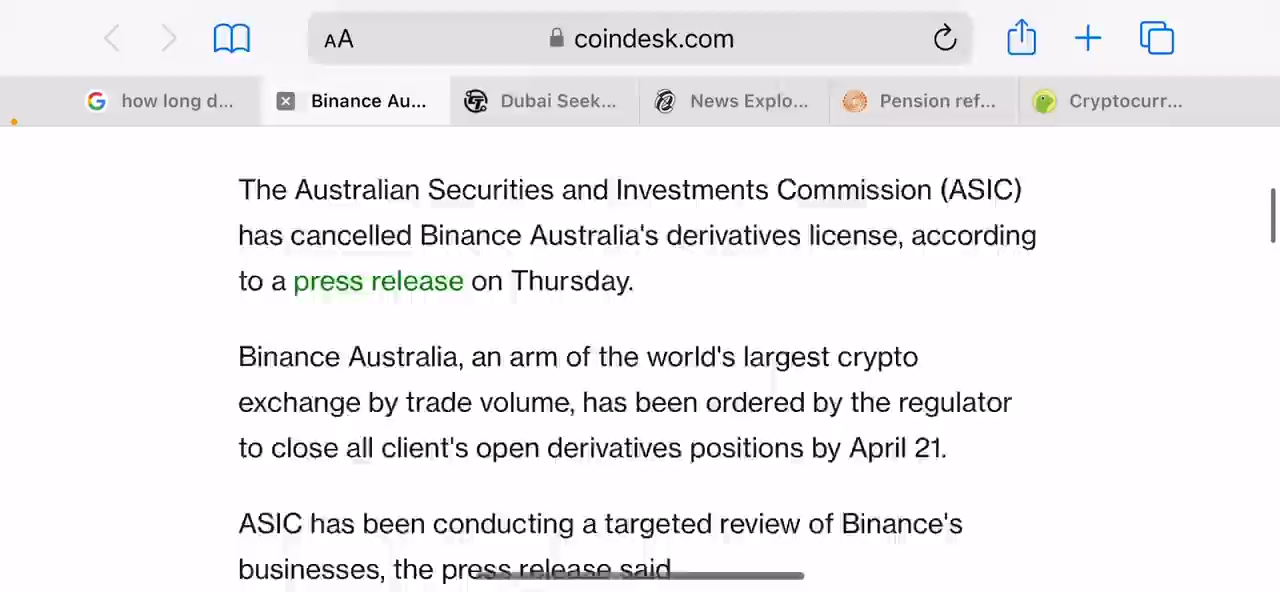 AA coindesk.com
how long d... Binance Au... Dubai Seek... News Explo... Pension ref... Cryptocurr...
The Australian Securities and Investments Commission (ASIC)
has cancelled Binance Australia's derivatives license, according
to a press release on Thursday.
Binance Australia, an arm of the world's largest crypto
exchange by trade volume, has been ordered by the regulator
to close all client's open derivatives positions by April 21.
ASIC has been conducting a targeted review of Binance's
businesses, the press release said